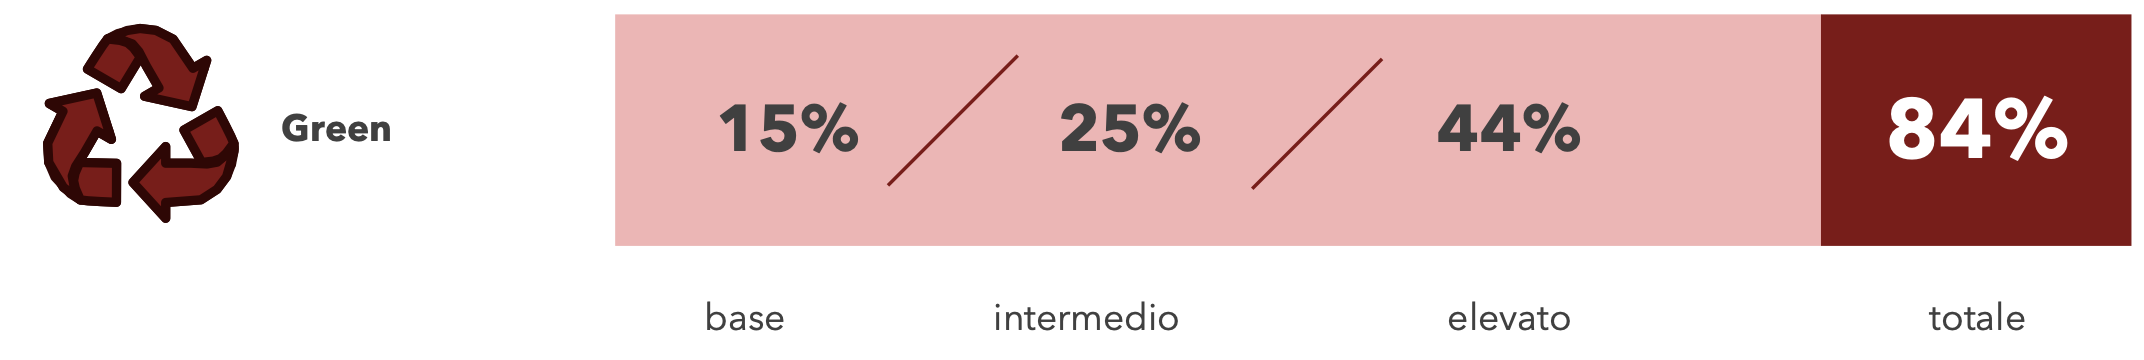 Green 15% 25% 44% 84%
base intermedio elevato totale